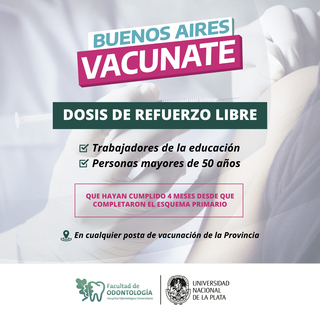 BUENOS AIRES
VACUNATE
DOSIS DE REFUERZO LIBRE
Trabajadores de la educación
Personas mayores de 50 años
QUE HAYAN CUMPLIDO 4 MESES DESDE QUE
COMPLETARON EL ESQUEMA PRIMARIO
En cualquier posta de vacunación de la Provincia
Facultad de
ODONTOLOGÍA
UNIVERSIDAD
NACIONAL
DE LA PLATA